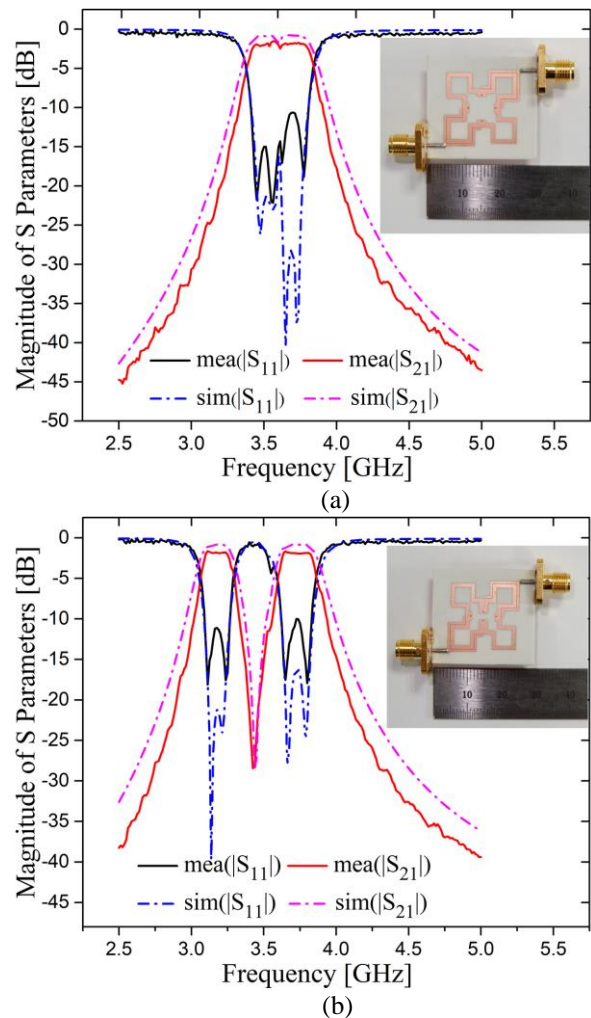 Magnitude of S Parameters [dB]
0
-5
-10
-15
-20
-25
-30
-35
-40
-45
-50
10 20 30 40
mea(|S11|) mea(|S21|)
sim(|S11|) sim(|S21|)
2.5 3.0 3.5 4.0 4.5 5.0 5.5
Frequency [GHz]
(a)
Magnitude of S Parameters [dB]
0
-5
-10
-15
-20
-25
-30
-35
-40
-45
10 20 30 40
mea(|S11|) mea(|S21|)
sim(|S11|) sim(|S21|)
2.5 3.0 3.5 4.0 4.5 5.0 5.5
Frequency [GHz]
(b)